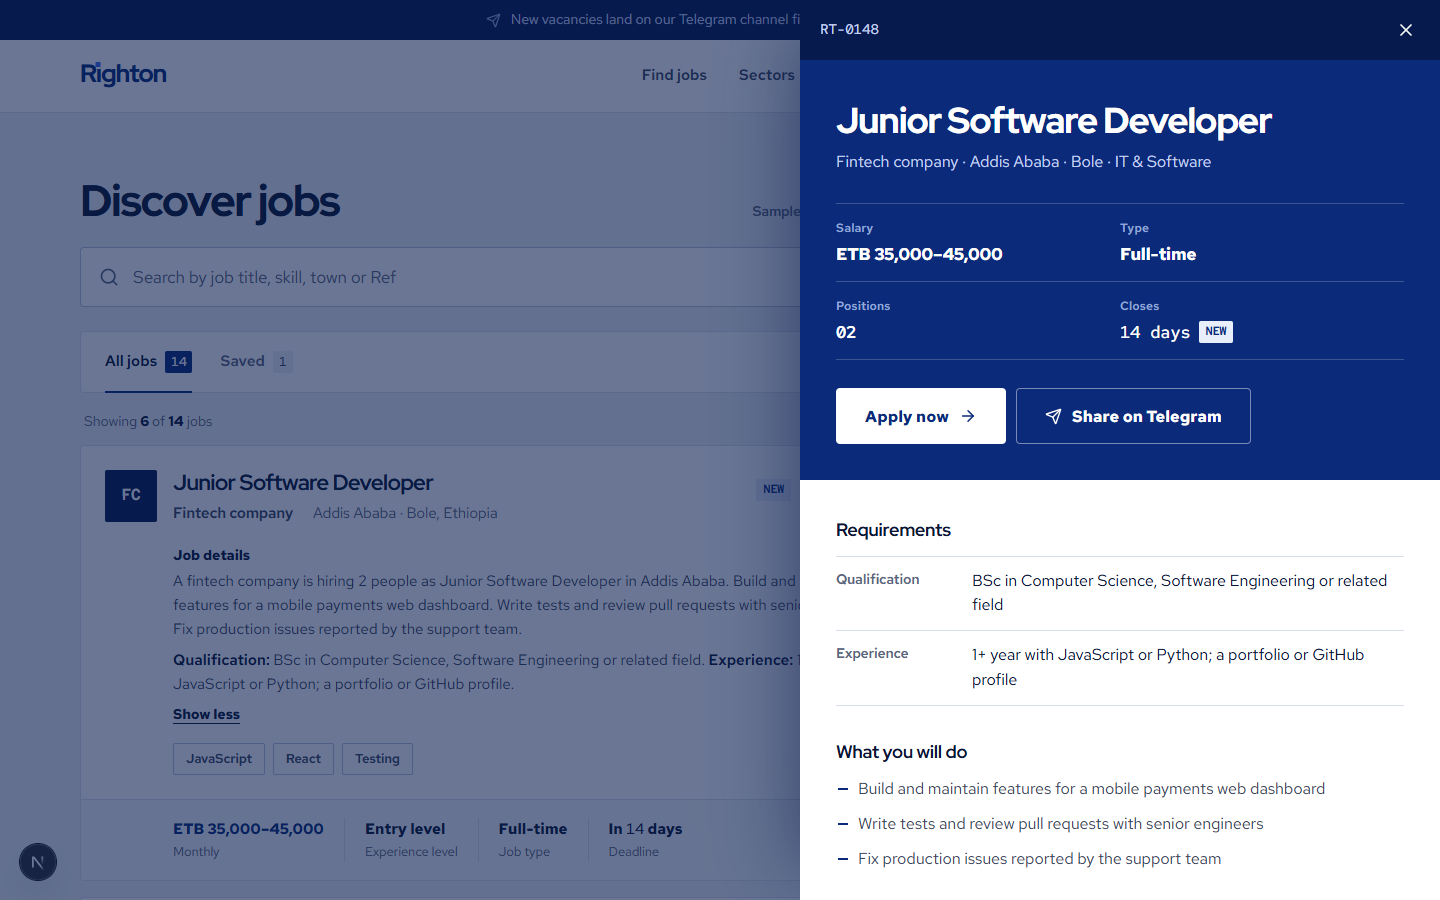 New vacancies land on our Telegram channel fi
RT-0148
Righton
Find jobs
Sectors
Discover jobs
Sample
Search by job title, skill, town or Ref
All jobs 14
Saved 1
Showing 6 of 14 jobs
FC
Junior Software Developer
NEW
Fintech company
Addis Ababa · Bole, Ethiopia
Job details
A fintech company is hiring 2 people as Junior Software Developer in Addis Ababa. Build and
features for a mobile payments web dashboard. Write tests and review pull requests with seni
Fix production issues reported by the support team.
Qualification: BSc in Computer Science, Software Engineering or related field. Experience: 1
JavaScript or Python; a portfolio or GitHub profile.
Show less
JavaScript
React
Testing
ETB 35,000–45,000
Monthly
Entry level
Experience level
Full-time
Job type
In 14 days
Deadline
N
Junior Software Developer
Fintech company · Addis Ababa · Bole · IT & Software
Salary
ETB 35,000–45,000
Type
Full-time
Positions
02
Closes
14 days NEW
Apply now
Share on Telegram
Requirements
Qualification
BSc in Computer Science, Software Engineering or related
field
Experience
1+ year with JavaScript or Python; a portfolio or GitHub
profile
What you will do
Build and maintain features for a mobile payments web dashboard
Write tests and review pull requests with senior engineers
Fix production issues reported by the support team